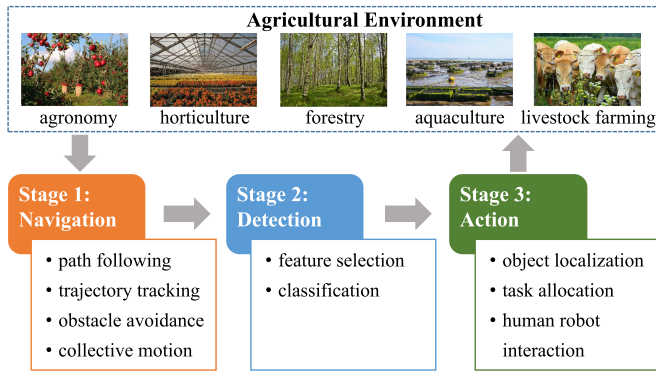 Agricultural Environment
agronomy
horticulture
forestry
aquaculture
livestock farming
Stage 1:
Navigation
• path following
• trajectory tracking
• obstacle avoidance
• collective motion
Stage 2:
Detection
• feature selection
• classification
Stage 3:
Action
• object localization
• task allocation
• human robot
interaction